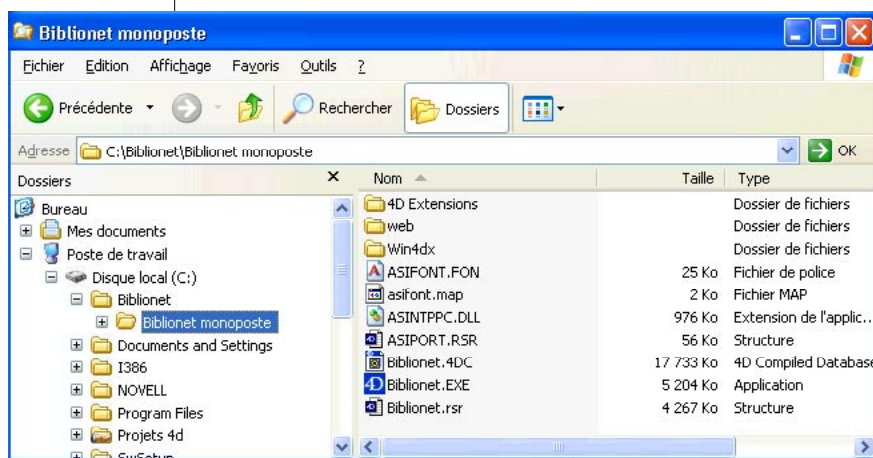 Biblionet monoposte
Fichier Edition Affichage Favoris Outils ?
Précédente Rechercher Dossiers
Adresse C:\Biblionet\Biblionet monoposte OK
Dossiers x Nom Taille Type
Bureau
Mes documents
Poste de travail
Disque local (C:)
Biblionet
Biblionet monoposte
Documents and Settings
I386
NOVELL
Program Files
Projets 4d
SwSetup
4D Extensions Dossier de fichiers
web Dossier de fichiers
Win4dx Dossier de fichiers
ASIFONT.FON 25 Ko Fichier de police
asifont.map 2 Ko Fichier MAP
ASINTPPC.DLL 976 Ko Extension de l'applic...
ASIPORT.RSR 56 Ko Structure
Biblionet.4DC 17 733 Ko 4D Compiled Database
Biblionet.EXE 5 204 Ko Application
Biblionet.rsr 4 267 Ko Structure